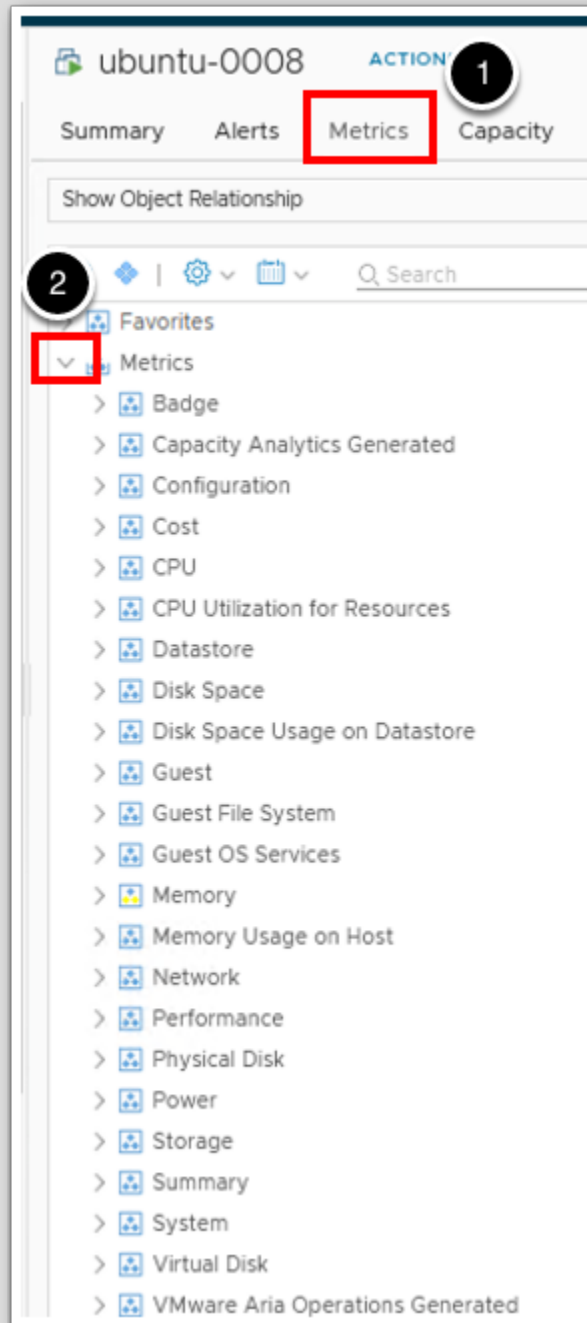 ubuntu-0008 ACTION
1
Summary Alerts Metrics Capacity
Show Object Relationship
2
Search
Favorites
Metrics
Badge
Capacity Analytics Generated
Configuration
Cost
CPU
CPU Utilization for Resources
Datastore
Disk Space
Disk Space Usage on Datastore
Guest
Guest File System
Guest OS Services
Memory
Memory Usage on Host
Network
Performance
Physical Disk
Power
Storage
Summary
System
Virtual Disk
VMware Aria Operations Generated